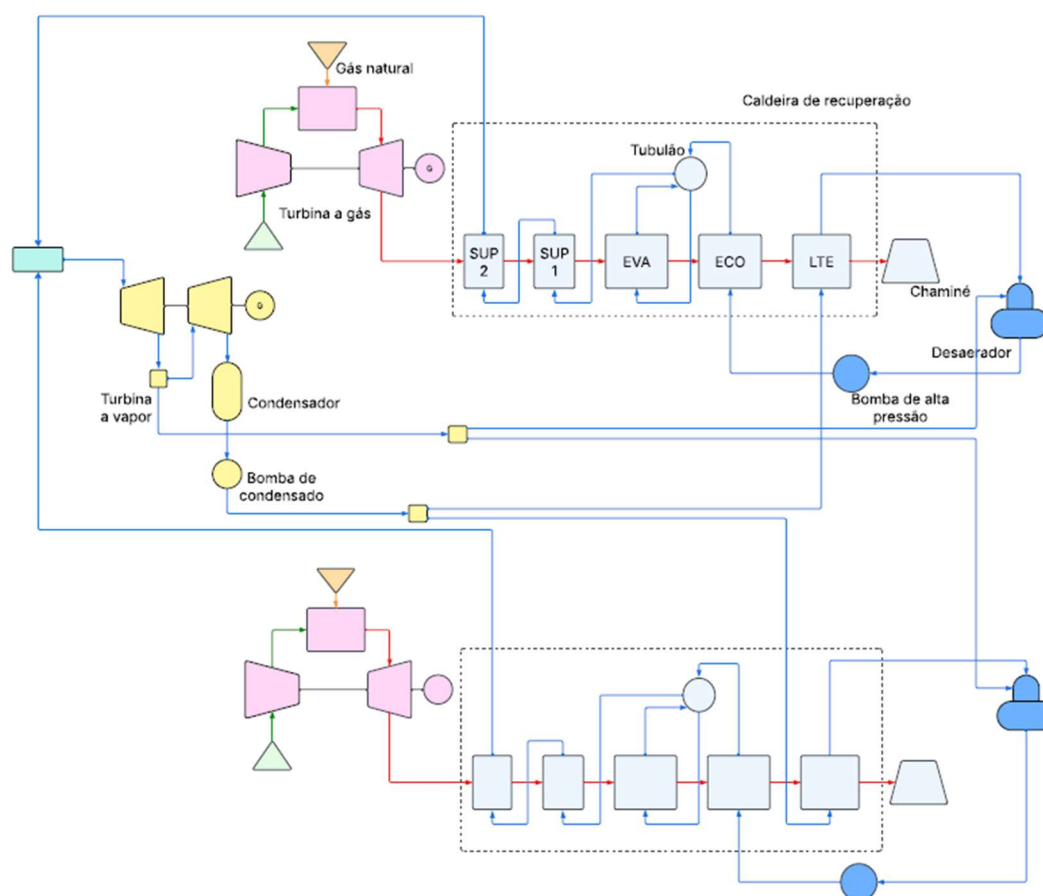 Gás natural
Caldeira de recuperação
Tubulão
G
Turbina a gás
SUP
2
SUP
1
EVA
ECO
LTE
Chaminé
G
Desaerador
Turbina
a vapor
Condensador
Bomba de alta
pressão
Bomba de
condensado